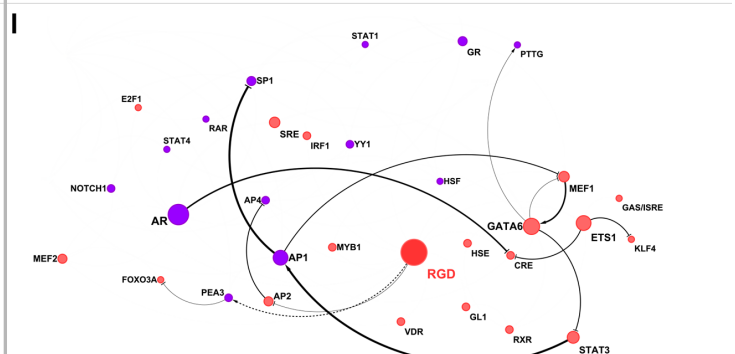 I
STAT1
GR
PTTG
SP1
E2F1
RAR
SRE
IRF1
YY1
STAT4
HSF
MEF1
NOTCH1
AP4
GAS/ISRE
AR
GATA6
ETS1
KLF4
MEF2
AP1
MYB1
HSE
CRE
RGD
FOXO3A
PEA3
AP2
GL1
VDR
RXR
STAT3